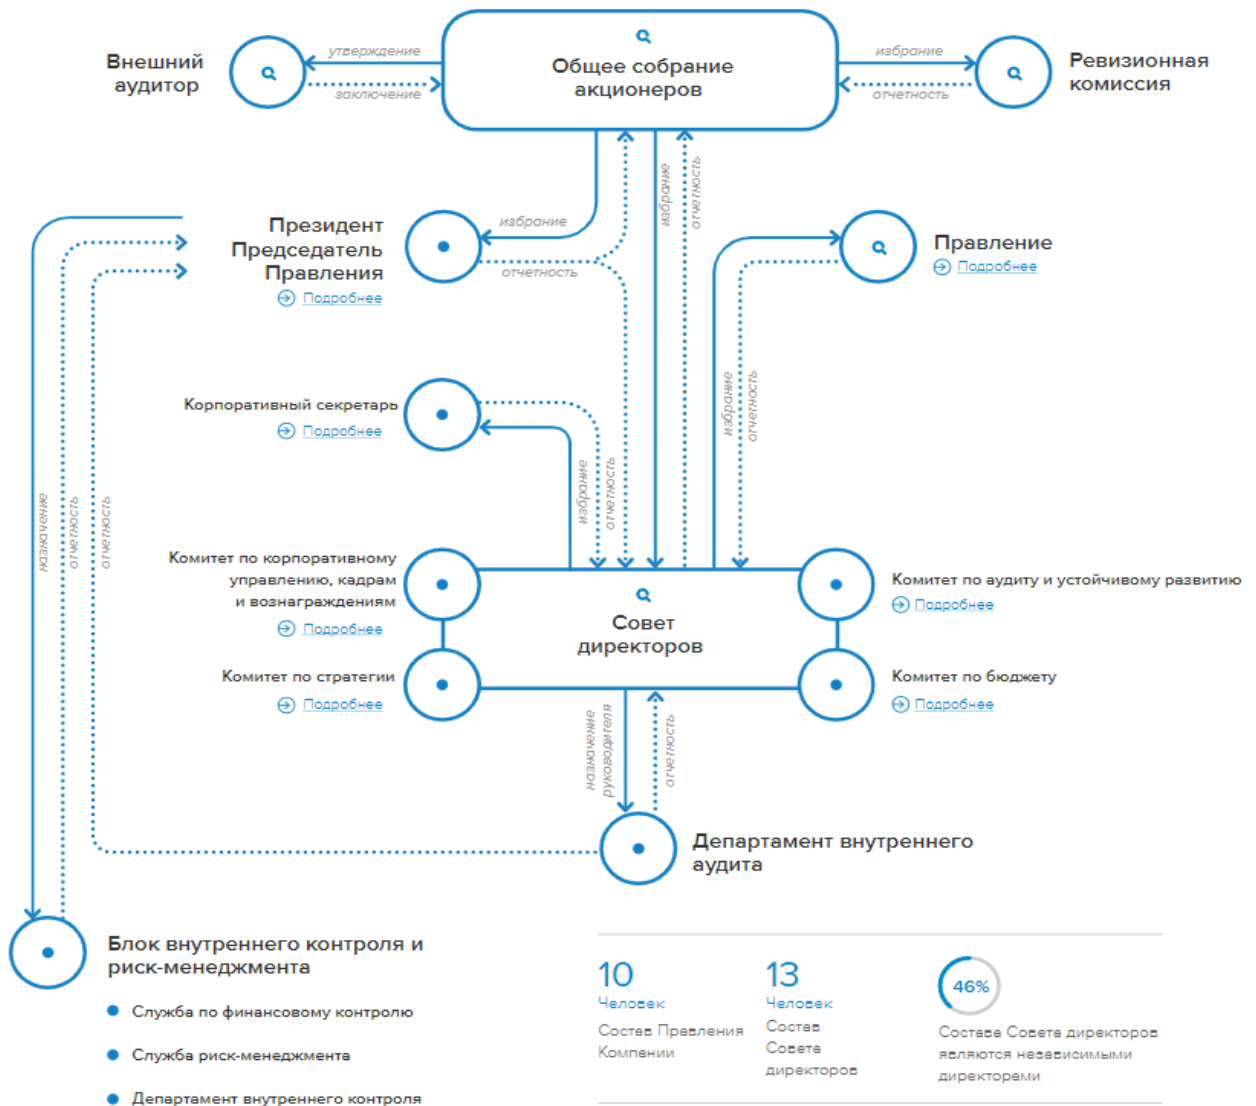 Внешний
аудитор
утверждение
заключение
Общее собрание
акционеров
избрание
отчетность
Ревизионная
комиссия
Президент
Председатель
Правления
Подробнее
избрание
отчетность
избрание
отчетность
Правление
Подробнее
Корпоративный секретарь
Подробнее
избрание
отчетность
избрание
отчетность
назначение
отчетность
отчетность
Комитет по корпоративному
управлению, кадрам
и вознаграждениям
Подробнее
Комитет по стратегии
Подробнее
Совет
директоров
Комитет по аудиту и устойчивому развитию
Подробнее
Комитет по бюджету
Подробнее
назначение
руководителя
отчетность
Департамент внутреннего
аудита
Блок внутреннего контроля и
риск-менеджмента
Служба по финансовому контролю
Служба риск-менеджмента
Департамент внутреннего контроля
10
Человек
Состав Правления
Компании
13
Человек
Состав
Совета
директоров
46%
Состава Совета директоров
являются независимыми
директорами